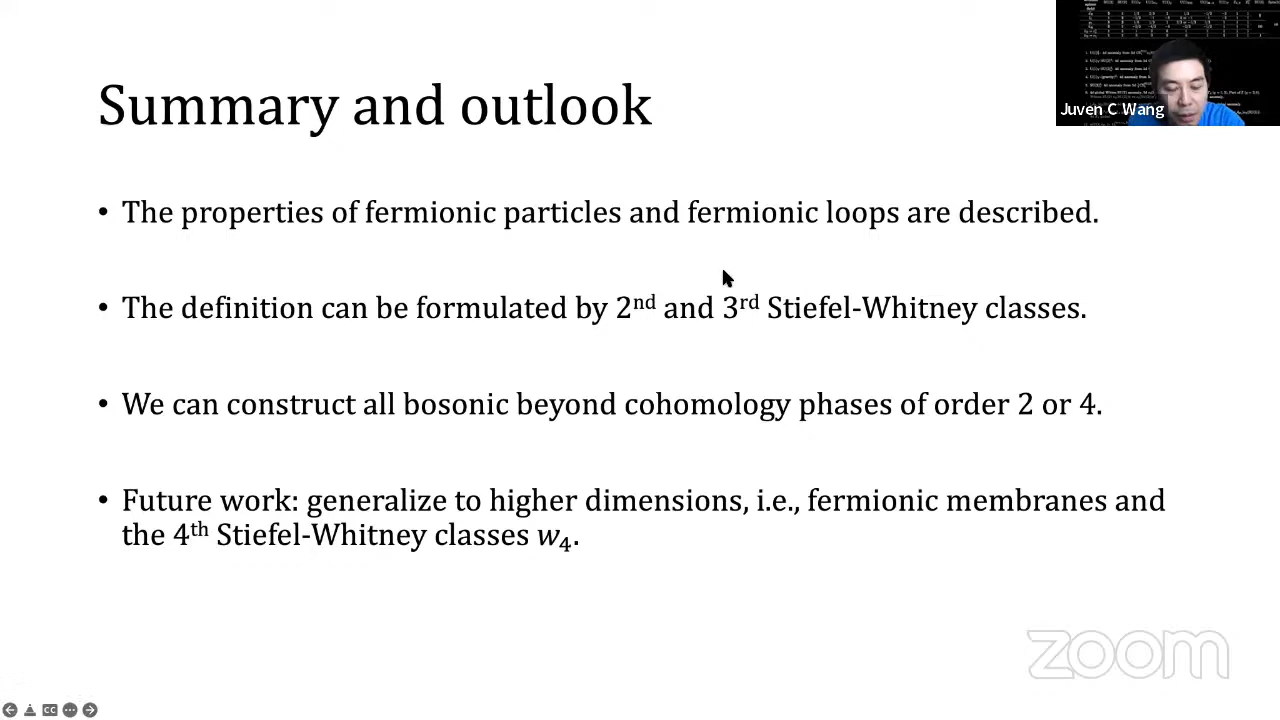 Summary and outlook
Juven C Wang
• The properties of fermionic particles and fermionic loops are described.
• The definition can be formulated by 2nd and 3rd Stiefel-Whitney classes.
• We can construct all bosonic beyond cohomology phases of order 2 or 4.
• Future work: generalize to higher dimensions, i.e., fermionic membranes and
the 4th Stiefel-Whitney classes w₄.
zoom